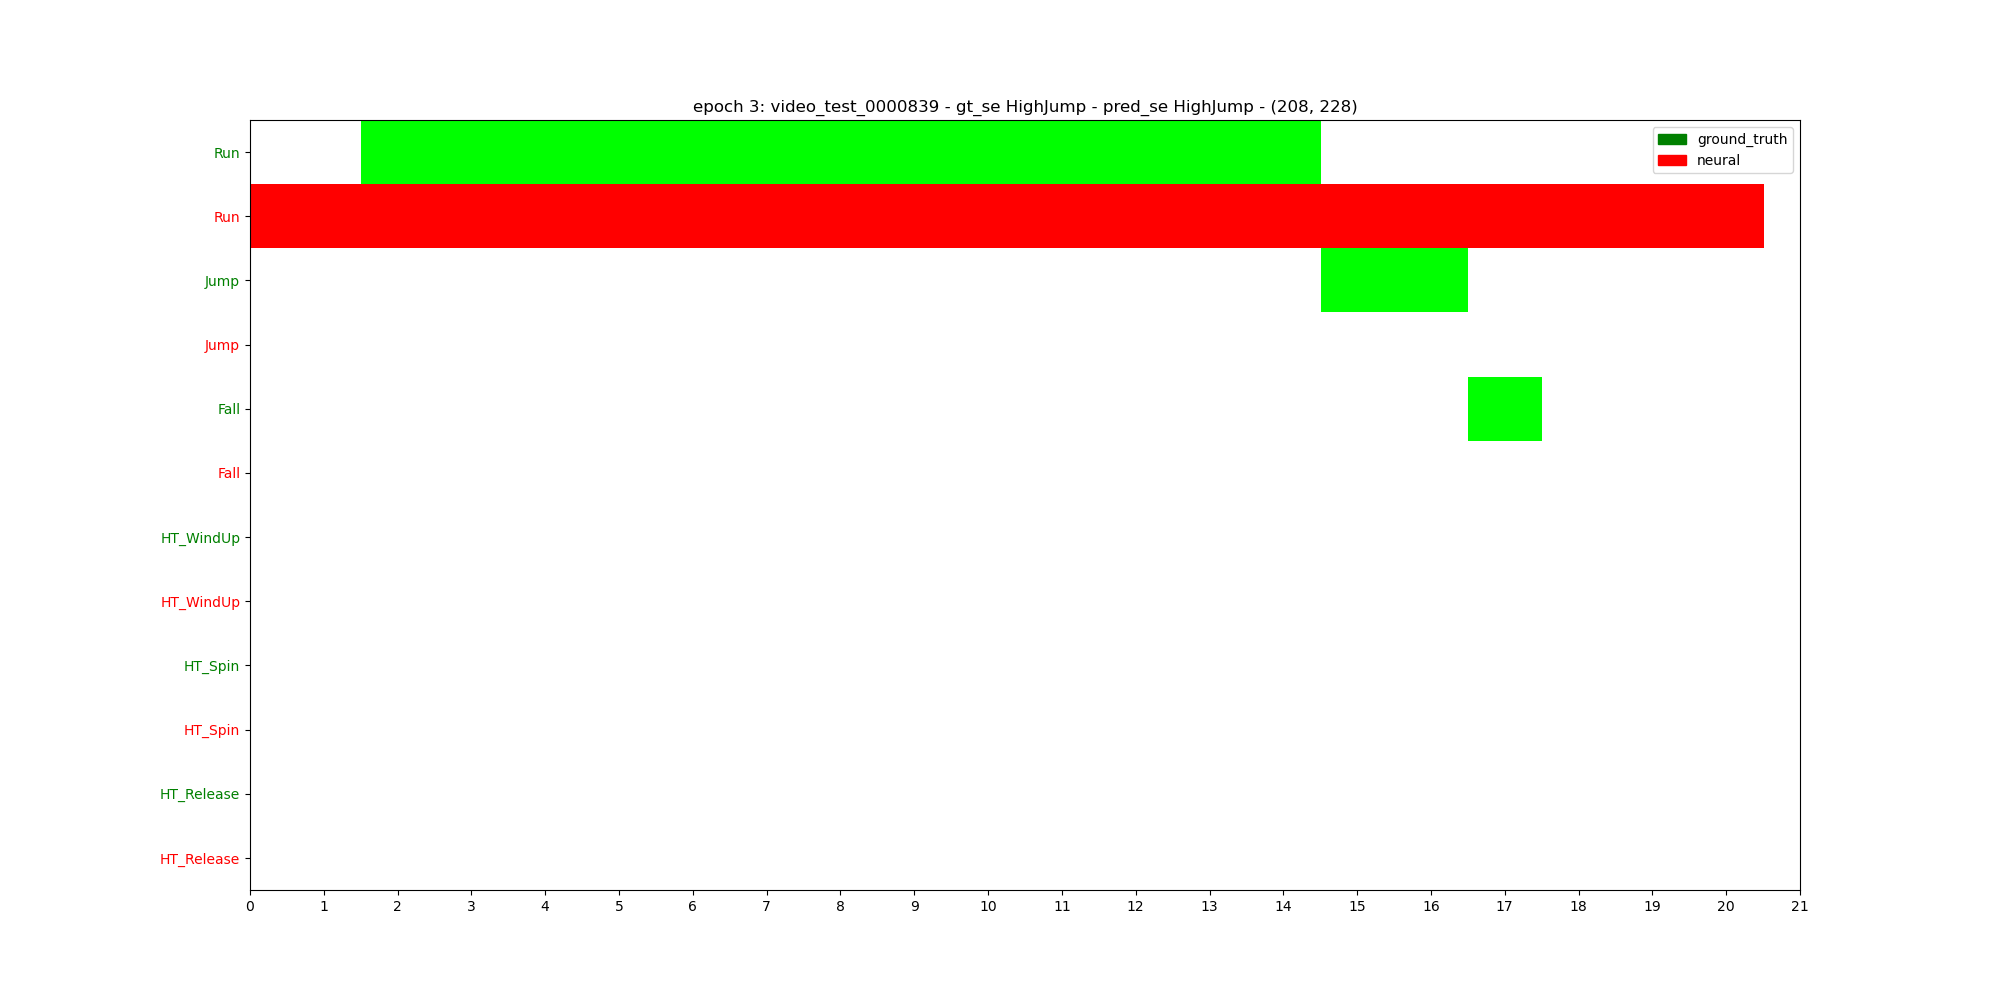 epoch 3: video_test_0000839 - gt_se HighJump - pred_se HighJump - (208, 228)
ground_truth
neural
Run
Run
Jump
Jump
Fall
Fall
HT_WindUp
HT_WindUp
HT_Spin
HT_Spin
HT_Release
HT_Release
0 1 2 3 4 5 6 7 8 9 10 11 12 13 14 15 16 17 18 19 20 21